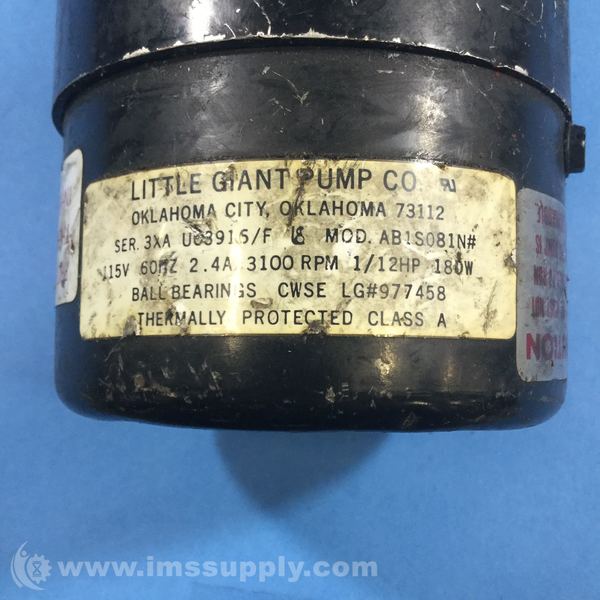 LITTLE GIANT PUMP CO.
OKLAHOMA CITY, OKLAHOMA 73112
SER. 3XA U03915/F 18 MOD. AB1S081N#
115V 60HZ 2.4A. 3100 RPM 1/12HP 180W
BALL BEARINGS CWSE LG#977458
THERMALLY PROTECTED CLASS A
www.imssupply.com